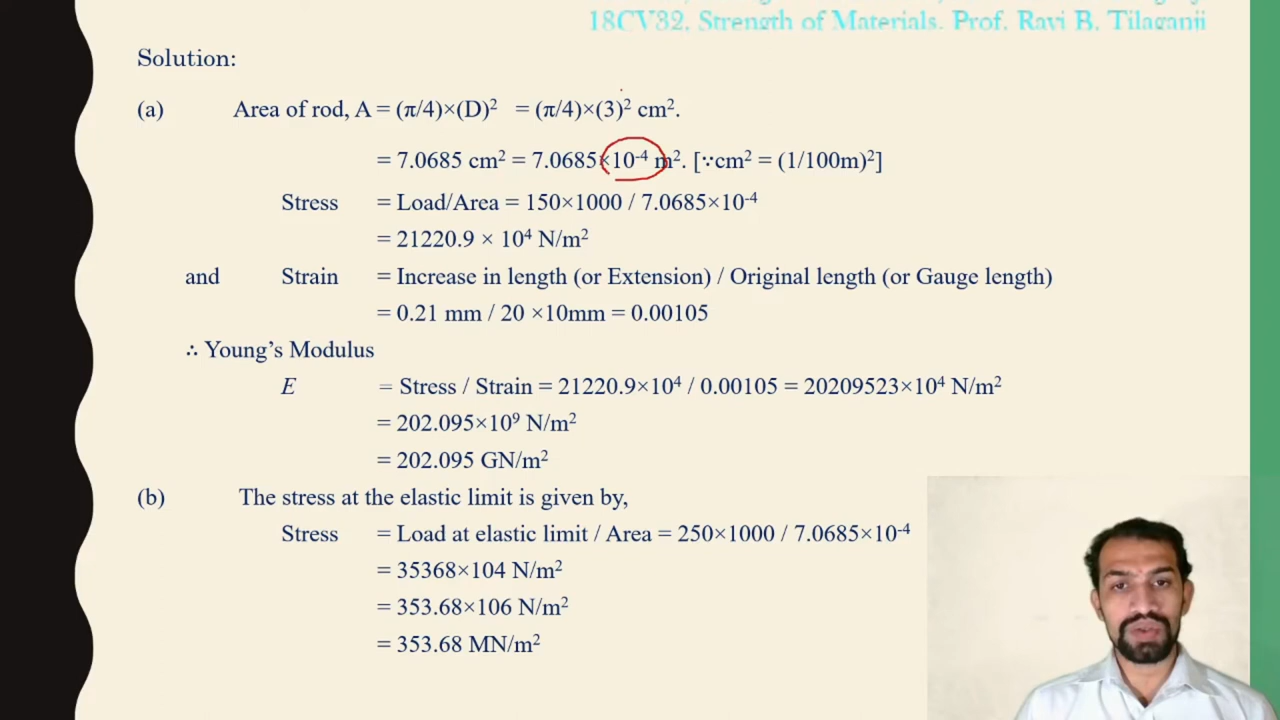 18CV32, Strength of Materials, Prof. Ravi B. Tilaganji
Solution:
(a) Area of rod, A = (π/4)×(D)² = (π/4)×(3)² cm².
= 7.0685 cm² = 7.0685×10⁻⁴ m². [∵cm² = (1/100m)²]
Stress = Load/Area = 150×1000 / 7.0685×10⁻⁴
= 21220.9 × 10⁴ N/m²
and Strain = Increase in length (or Extension) / Original length (or Gauge length)
= 0.21 mm / 20 ×10mm = 0.00105
∴ Young’s Modulus
E = Stress / Strain = 21220.9×10⁴ / 0.00105 = 20209523×10⁴ N/m²
= 202.095×10⁹ N/m²
= 202.095 GN/m²
(b) The stress at the elastic limit is given by,
Stress = Load at elastic limit / Area = 250×1000 / 7.0685×10⁻⁴
= 35368×104 N/m²
= 353.68×106 N/m²
= 353.68 MN/m²